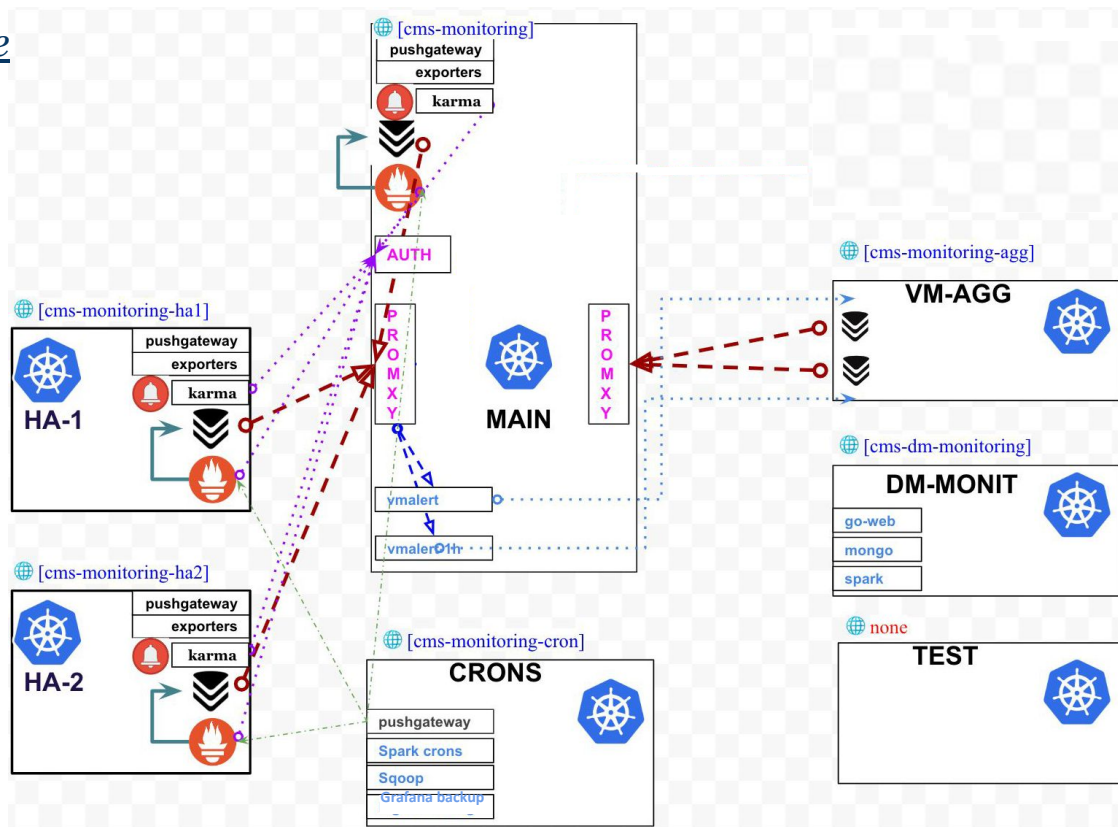 e
[cms-monitoring]
pushgateway
exporters
karma
AUTH
PROMXY
PROMXY
MAIN
vmalert
[cms-monitoring-ha1]
pushgateway
exporters
karma
HA-1
[cms-monitoring-ha2]
pushgateway
exporters
karma
HA-2
[cms-monitoring-cron]
CRONS
pushgateway
Spark crons
Sqoop
Grafana backup
[cms-monitoring-agg]
VM-AGG
[cms-dm-monitoring]
DM-MONIT
go-web
mongo
spark
none
TEST